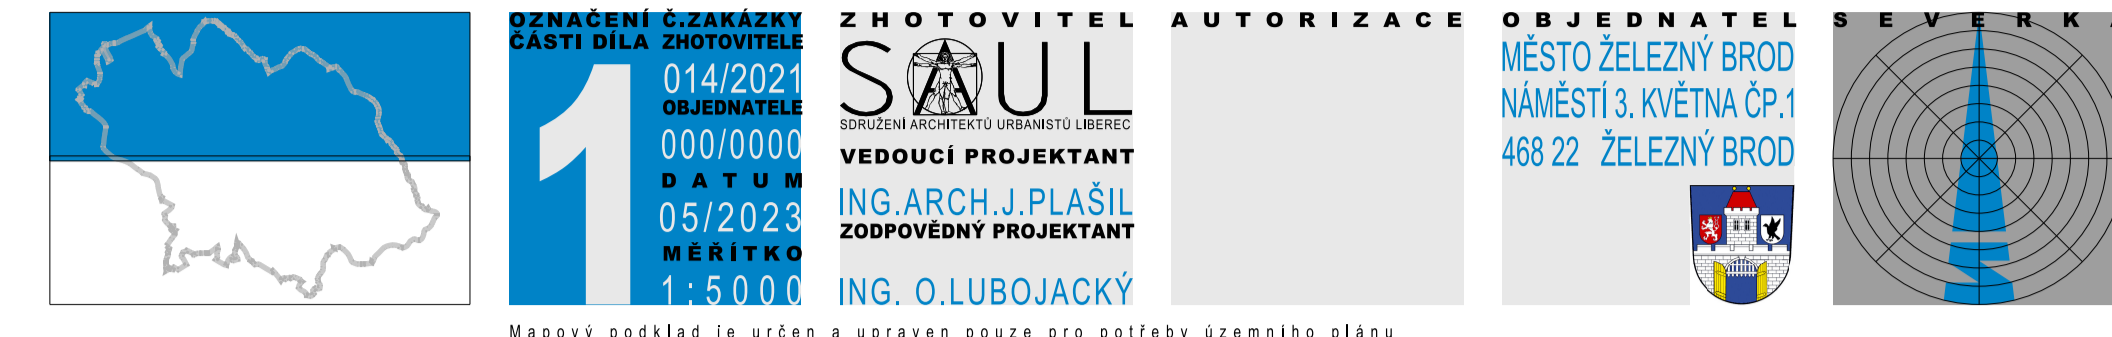 OZNAČENÍ
ČÁSTI DÍLA
1
Č.ZAKÁZKY
ZHOTOVITELE
014/2021
OBJEDNATELE
000/0000
DATUM
05/2023
MĚŘÍTKO
1:5000
ZHOTOVITEL
SAUL
SDRUŽENÍ ARCHITEKTŮ URBANISTŮ LIBEREC
VEDOUCÍ PROJEKTANT
ING.ARCH.J.PLAŠIL
ZODPOVĚDNÝ PROJEKTANT
ING. O.LUBOJACKÝ
AUTORIZACE
OBJEDNATEL
MĚSTO ŽELEZNÝ BROD
NÁMĚSTÍ 3. KVĚTNA ČP.1
468 22 ŽELEZNÝ BROD
SEVERKA
Mapový podklad je určen a upraven pouze pro potřeby územního plánu